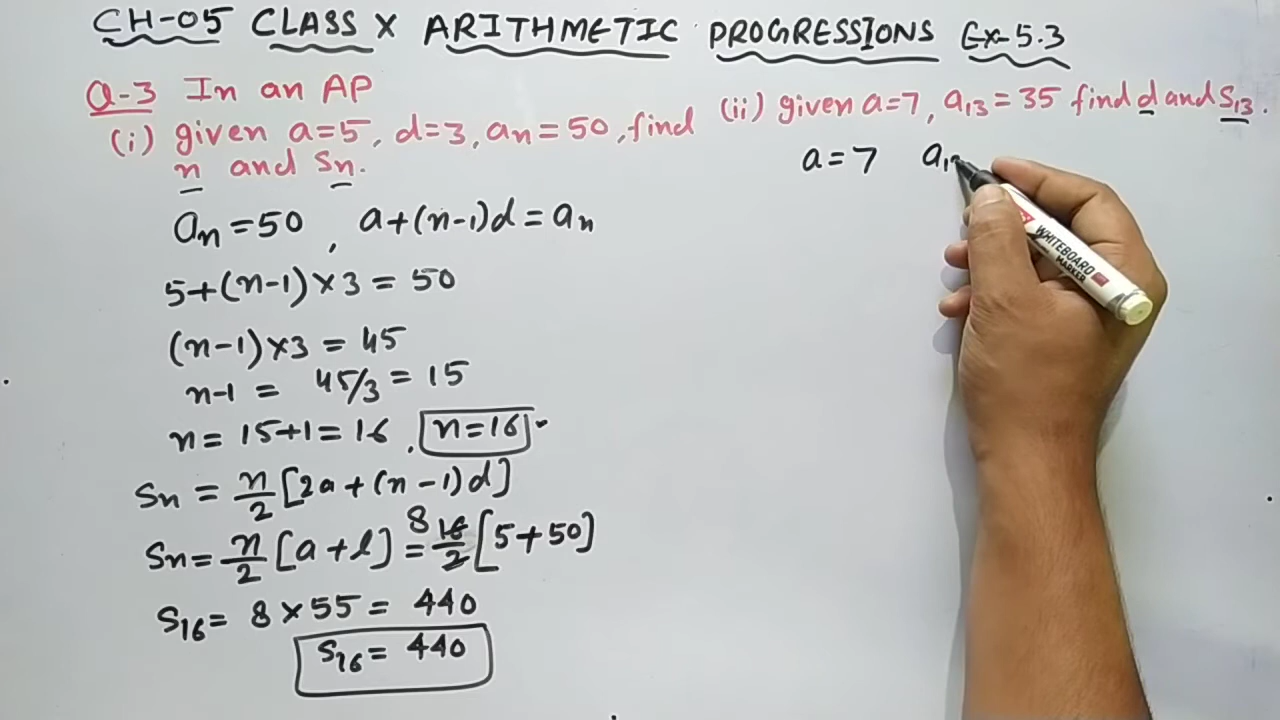 CH-05 CLASS X ARITHMETIC PROGRESSIONS Ex-5.3
Q-3 In an AP
(i) given a=5, d=3, an=50, find
n and Sn.
an=50, a+(n-1)d=an
5+(n-1)×3=50
(n-1)×3=45
n-1 = 45/3=15
n=15+1=16. n=16
Sn = n/2[2a+(n-1)d]
Sn=n/2[a+l]=8 16/2[5+50]
S16=8×55=440
S16=440
(ii) given a=7, a13=35 find d and S13.
a=7 a1
WHITEBOARD
MARKER